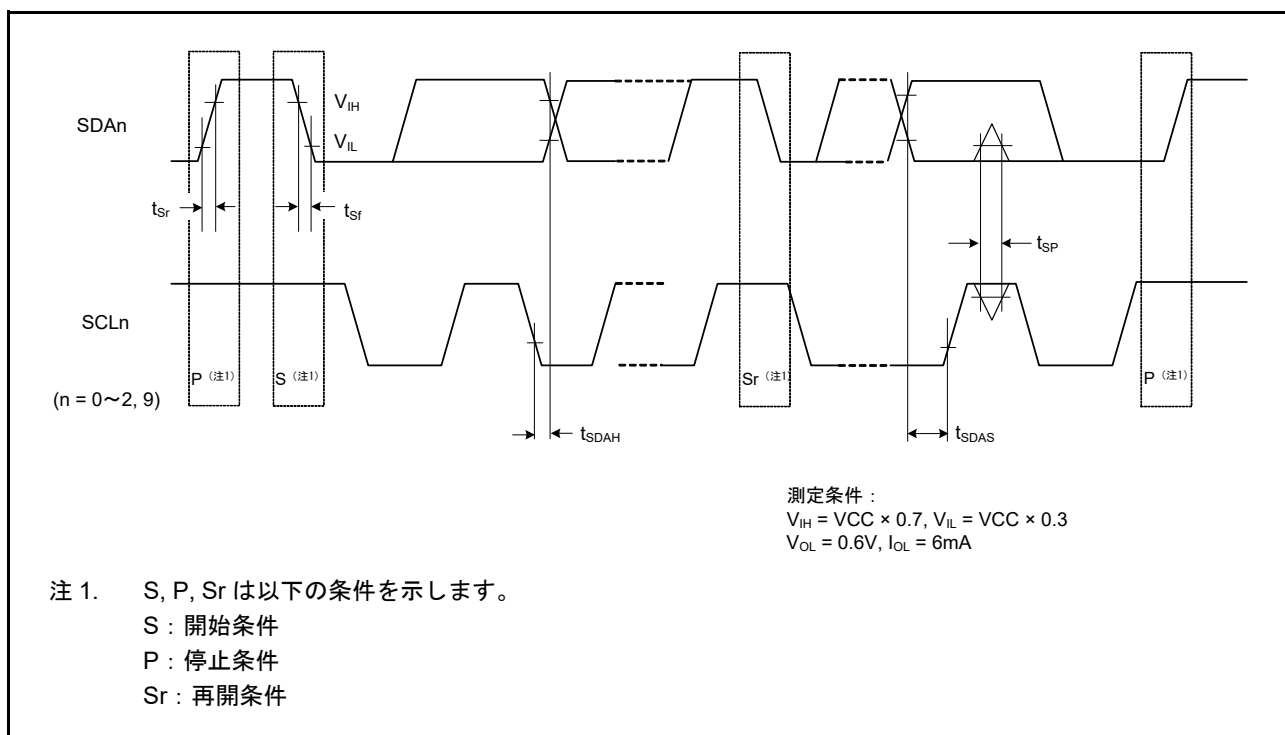 SDAn
VIH
VIL
tSr
tSf
tSP
SCLn
P（注1）
S（注1）
Sr（注1）
P（注1）
(n = 0～2, 9)
tSDAH
tSDAS
測定条件：
VIH = VCC × 0.7, VIL = VCC × 0.3
VOL = 0.6V, IOL = 6mA
注 1. S, P, Sr は以下の条件を示します。
S：開始条件
P：停止条件
Sr：再開条件